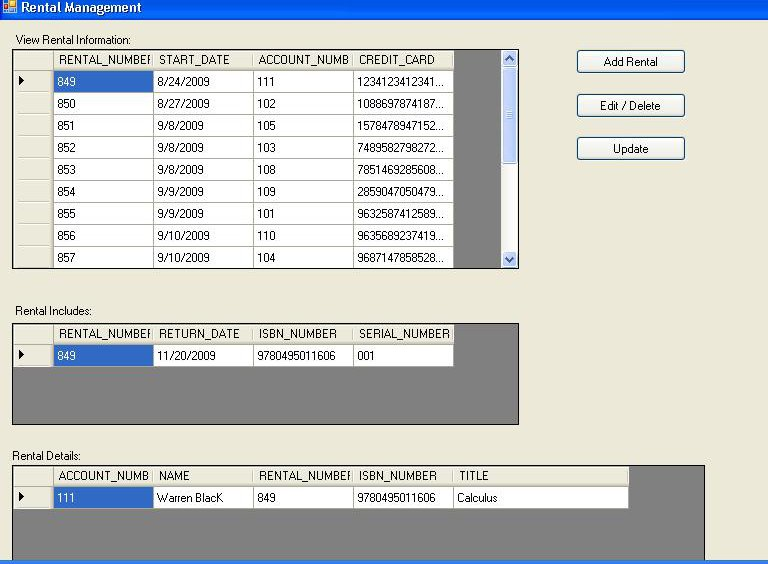 Rental Management
View Rental Information:
RENTAL_NUMBER START_DATE ACCOUNT_NUMB CREDIT_CARD
849 8/24/2009 111 1234123412341...
850 8/27/2009 102 1088697874187...
851 9/8/2009 105 1578478947152...
852 9/8/2009 103 7489582798272...
853 9/8/2009 108 7851469285608...
854 9/9/2009 109 2859047050479...
855 9/9/2009 101 9632587412589...
856 9/10/2009 110 9635689237419...
857 9/10/2009 104 9687147858528...
Add Rental
Edit / Delete
Update
Rental Includes:
RENTAL_NUMBER RETURN_DATE ISBN_NUMBER SERIAL_NUMBER
849 11/20/2009 9780495011606 001
Rental Details:
ACCOUNT_NUMB NAME RENTAL_NUMBER ISBN_NUMBER TITLE
111 Warren BlacK 849 9780495011606 Calculus